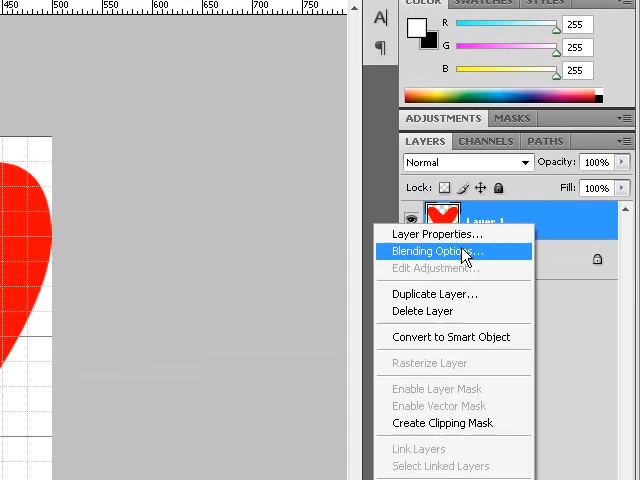 450 500 550 600 650 700 750
COLOR SWATCHES STYLES
A
R 255
G 255
B 255
ADJUSTMENTS MASKS
LAYERS CHANNELS PATHS
Normal Opacity: 100%
Lock: Fill: 100%
Layer 1
Layer Properties...
Blending Options...
Edit Adjustment...
Duplicate Layer...
Delete Layer
Convert to Smart Object
Rasterize Layer
Enable Layer Mask
Enable Vector Mask
Create Clipping Mask
Link Layers
Select Linked Layers